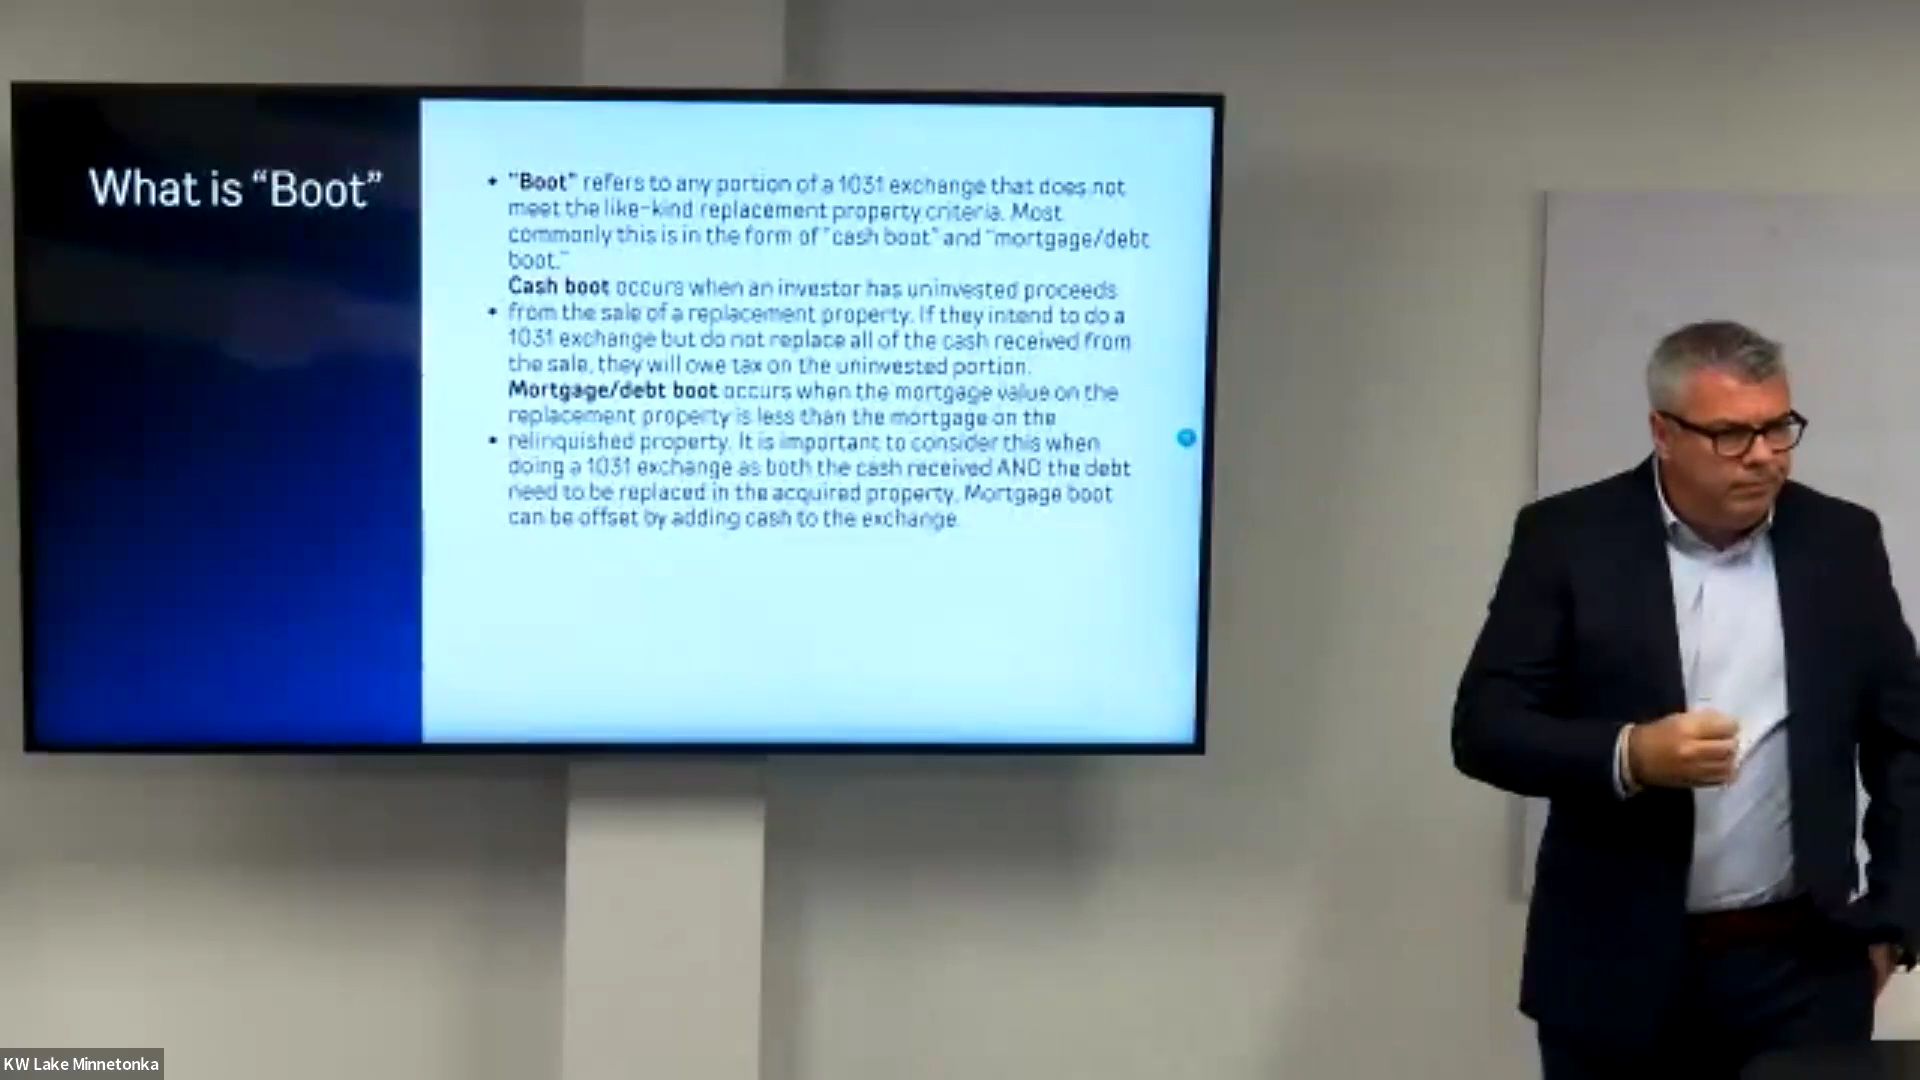 What is “Boot”
• "Boot" refers to any portion of a 1031 exchange that does not
meet the like-kind replacement property criteria. Most
commonly this is in the form of "cash boot" and "mortgage/debt
boot."
Cash boot occurs when an investor has uninvested proceeds
• from the sale of a replacement property. If they intend to do a
1031 exchange but do not replace all of the cash received from
the sale, they will owe tax on the uninvested portion.
Mortgage/debt boot occurs when the mortgage value on the
replacement property is less than the mortgage on the
• relinquished property. It is important to consider this when
doing a 1031 exchange as both the cash received AND the debt
need to be replaced in the acquired property. Mortgage boot
can be offset by adding cash to the exchange.
KW Lake Minnetonka